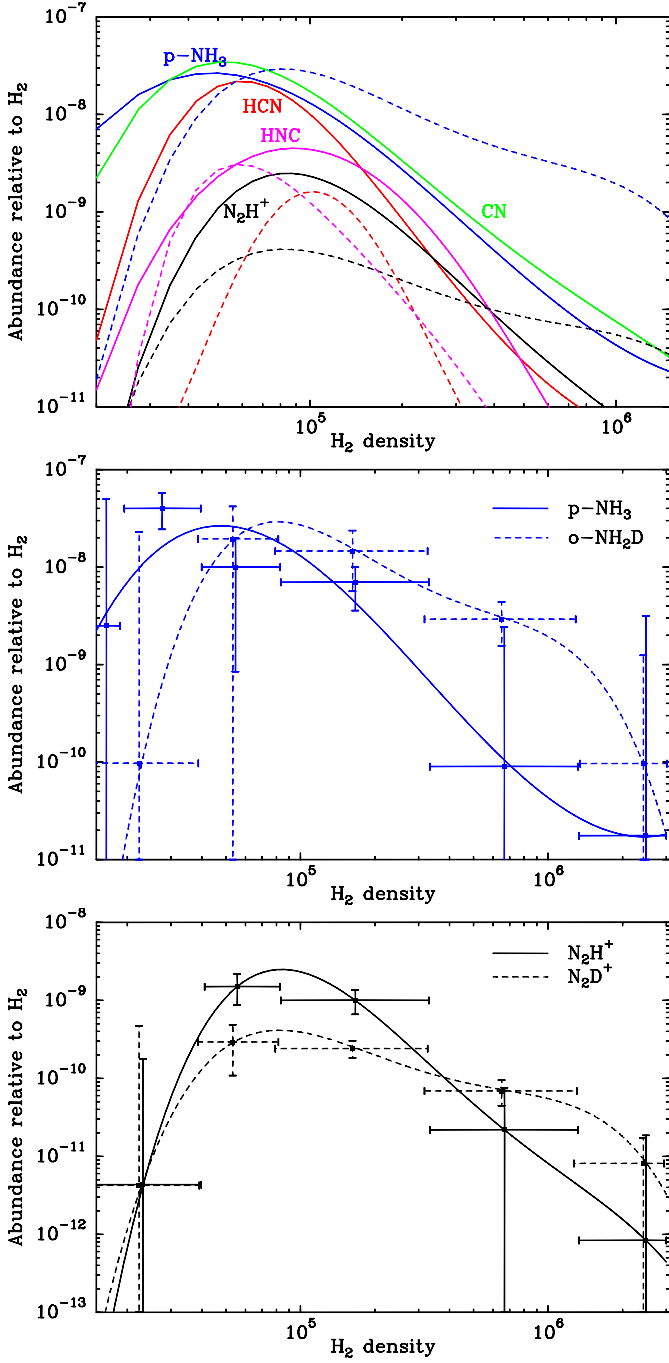 10⁻⁷
10⁻⁸
10⁻⁹
10⁻¹⁰
10⁻¹¹
Abundance relative to H₂
p−NH₃
HCN
HNC
N₂H⁺
CN
10⁵
10⁶
H₂ density
10⁻⁷
10⁻⁸
10⁻⁹
10⁻¹⁰
10⁻¹¹
Abundance relative to H₂
p−NH₃
o−NH₂D
10⁵
10⁶
H₂ density
10⁻⁸
10⁻⁹
10⁻¹⁰
10⁻¹¹
10⁻¹²
10⁻¹³
Abundance relative to H₂
N₂H⁺
N₂D⁺
10⁵
10⁶
H₂ density